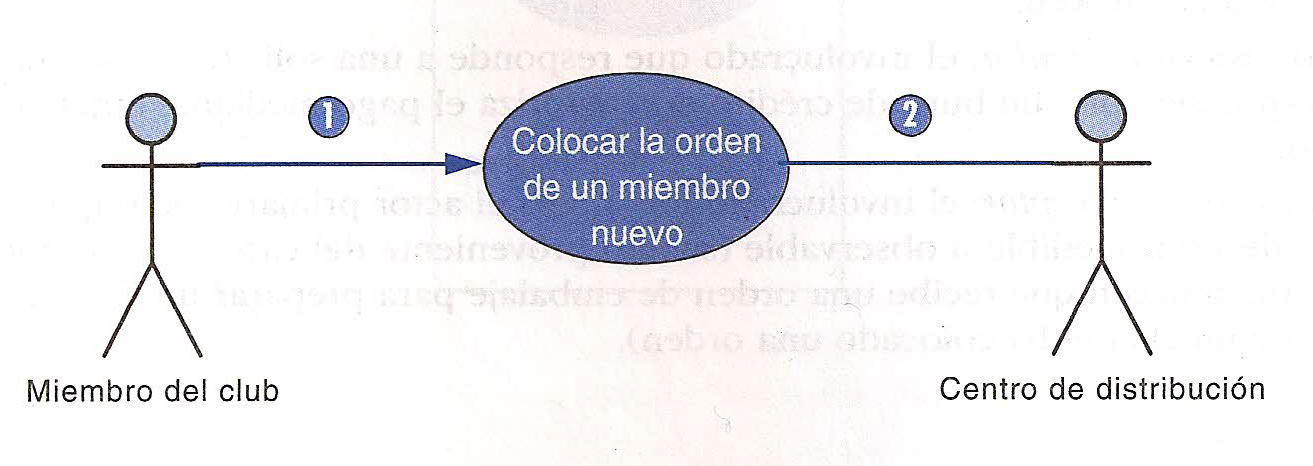 1
2
Colocar la orden
de un miembro
nuevo
Miembro del club
Centro de distribución